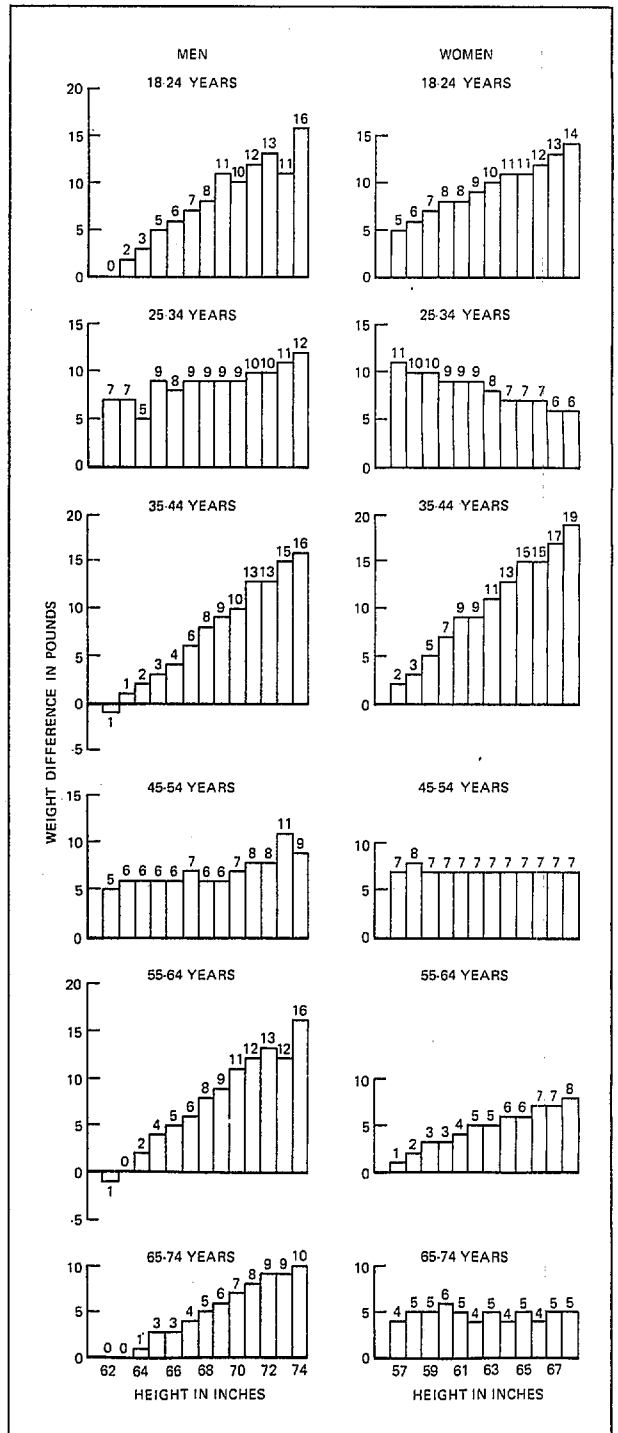 WEIGHT DIFFERENCE IN POUNDS
MEN
18-24 YEARS
20
15
10
5
0
0 2 3 5 6 7 8 11 10 12 13 11 16
WOMEN
18-24 YEARS
15
10
5
0
5 6 7 8 8 9 10 11 11 12 13 14
25-34 YEARS
15
10
5
0
7 7 5 9 8 9 9 9 9 10 10 11 12
25-34 YEARS
15
10
5
0
11 10 10 9 9 9 8 7 7 7 6 6
35-44 YEARS
20
15
10
5
0
-5
1 1 2 3 4 6 8 9 10 13 13 15 16
35-44 YEARS
20
15
10
5
0
2 3 5 7 9 9 11 13 15 15 17 19
45-54 YEARS
15
10
5
0
5 6 6 6 6 7 6 6 7 8 8 11 9
45-54 YEARS
15
10
5
0
7 8 7 7 7 7 7 7 7 7 7 7
55-64 YEARS
20
15
10
5
0
-5
1 0 2 4 5 6 8 9 11 12 13 12 16
55-64 YEARS
10
5
0
1 2 3 3 4 5 5 6 6 7 7 8
65-74 YEARS
10
5
0
0 0 1 3 3 4 5 6 7 8 9 9 10
62 64 66 68 70 72 74
HEIGHT IN INCHES
65-74 YEARS
10
5
0
4 5 5 6 5 4 5 4 5 4 5 5
57 59 61 63 65 67
HEIGHT IN INCHES